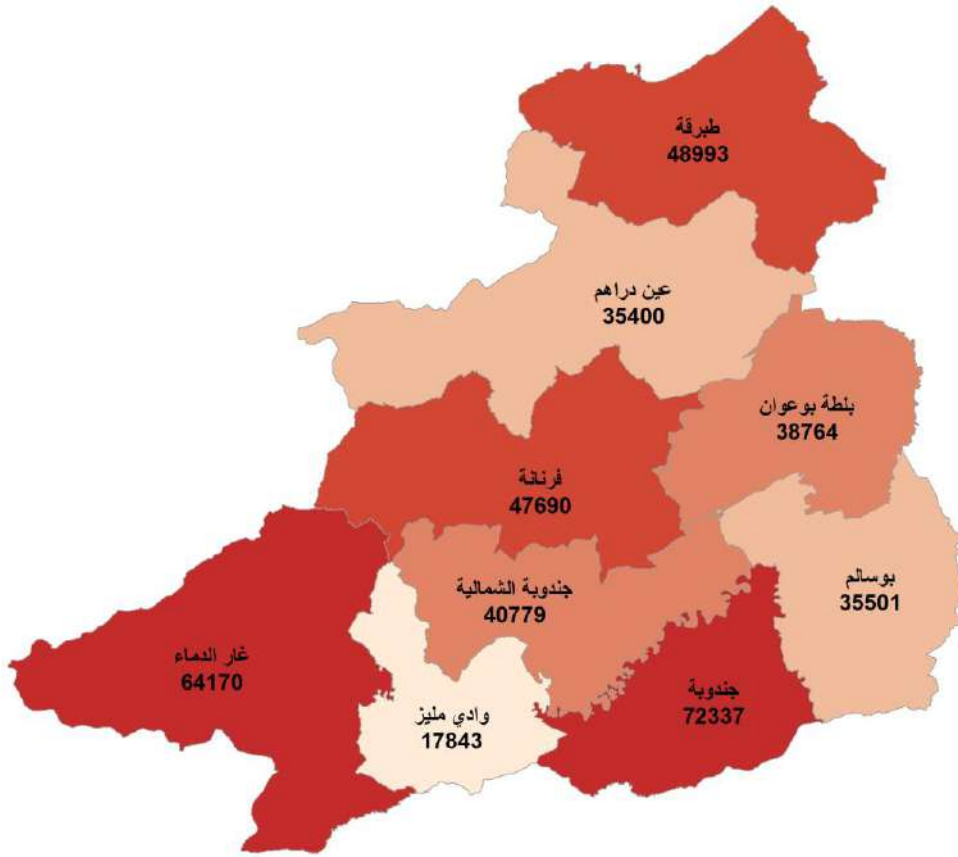 طبرقة
48993
عين دراهم
35400
بلطة بوعوان
38764
فرنانة
47690
بوسالم
35501
جندوبة الشمالية
40779
غار الدماء
64170
جندوبة
72337
وادي مليز
17843